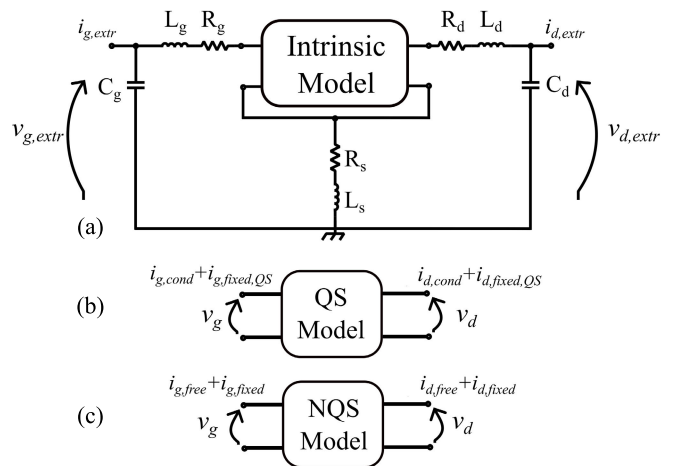 i_{g,extr} L_g R_g Intrinsic Model R_d L_d i_{d,extr}
C_g C_d
v_{g,extr} v_{d,extr}
R_s
L_s
(a)
i_{g,cond}+i_{g,fixed,QS} i_{d,cond}+i_{d,fixed,QS}
(b) v_g QS Model v_d
i_{g,free}+i_{g,fixed} i_{d,free}+i_{d,fixed}
(c) v_g NQS Model v_d